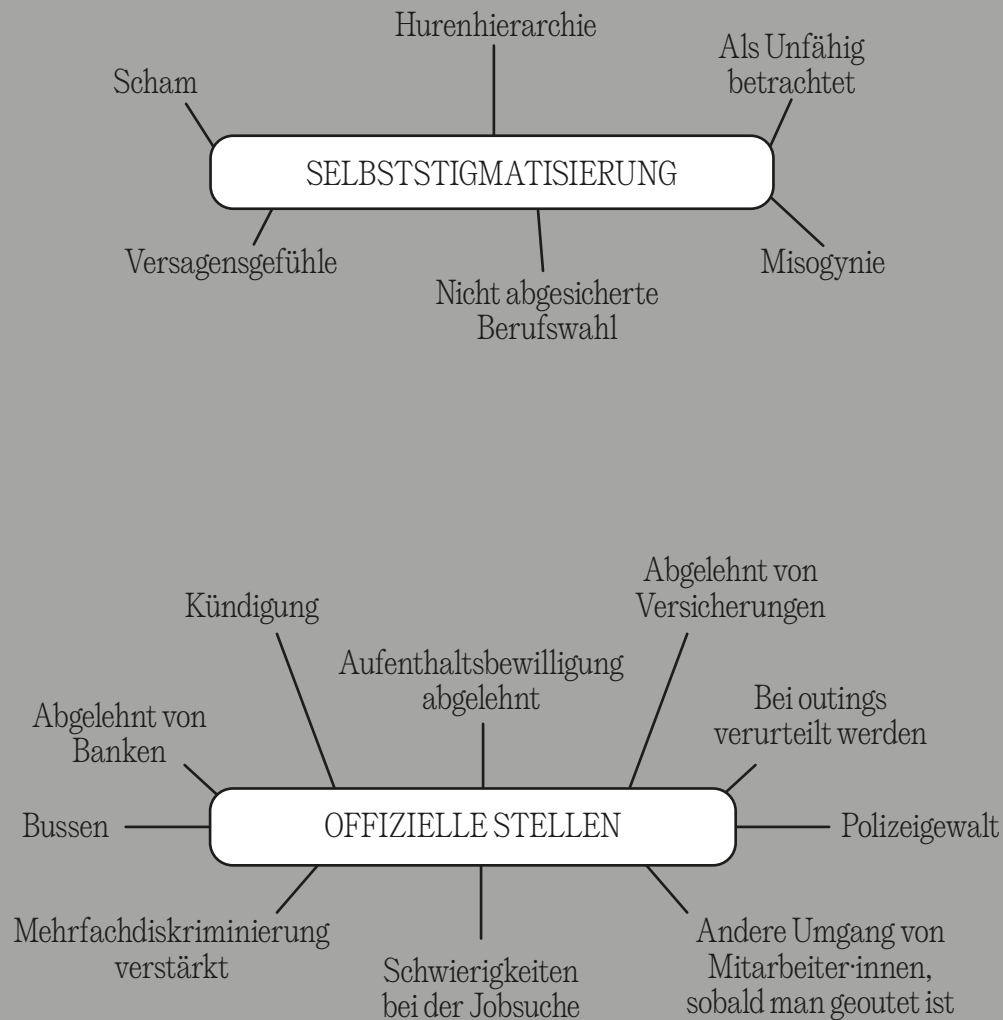 Hurenhierarchie
Als Unfähig
betrachtet
Scham
SELBSTSTIGMATISIERUNG
Versagensgefühle
Nicht abgesicherte
Berufswahl
Misogynie
Abgelehnt von
Versicherungen
Kündigung
Aufenthaltsbewilligung
abgelehnt
Bei outings
verurteilt werden
Abgelehnt von
Banken
Bussen
OFFIZIELLE STELLEN
Polizeigewalt
Mehrfachdiskriminierung
verstärkt
Schwierigkeiten
bei der Jobsuche
Andere Umgang von
Mitarbeiter·innen,
sobald man geoutet ist